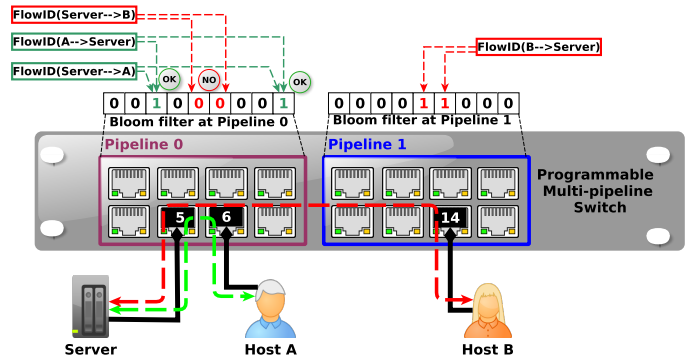 FlowID(Server-->B)
FlowID(A-->Server)
FlowID(Server-->A)
OK
NO
OK
FlowID(B-->Server)
0 0 1 0 0 0 0 0 1
0 0 0 0 1 1 0 0 0
Bloom filter at Pipeline 0
Bloom filter at Pipeline 1
Pipeline 0
Pipeline 1
Programmable
Multi-pipeline
Switch
5
6
14
Server
Host A
Host B